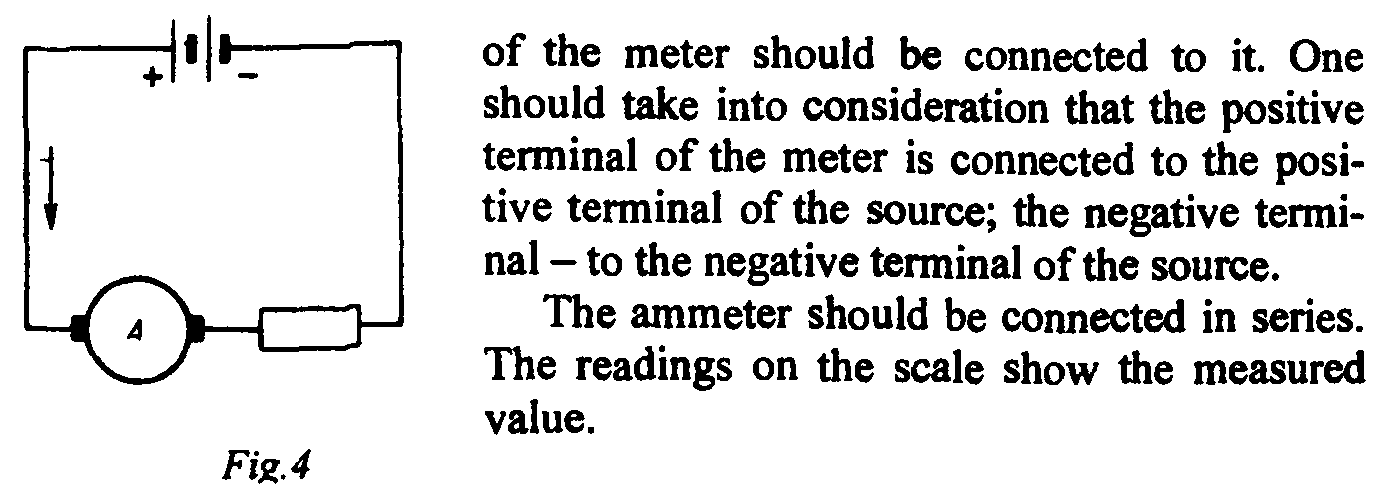 + -
A
Fig. 4
of the meter should be connected to it. One
should take into consideration that the positive
terminal of the meter is connected to the posi-
tive terminal of the source; the negative termi-
nal – to the negative terminal of the source.
The ammeter should be connected in series.
The readings on the scale show the measured
value.